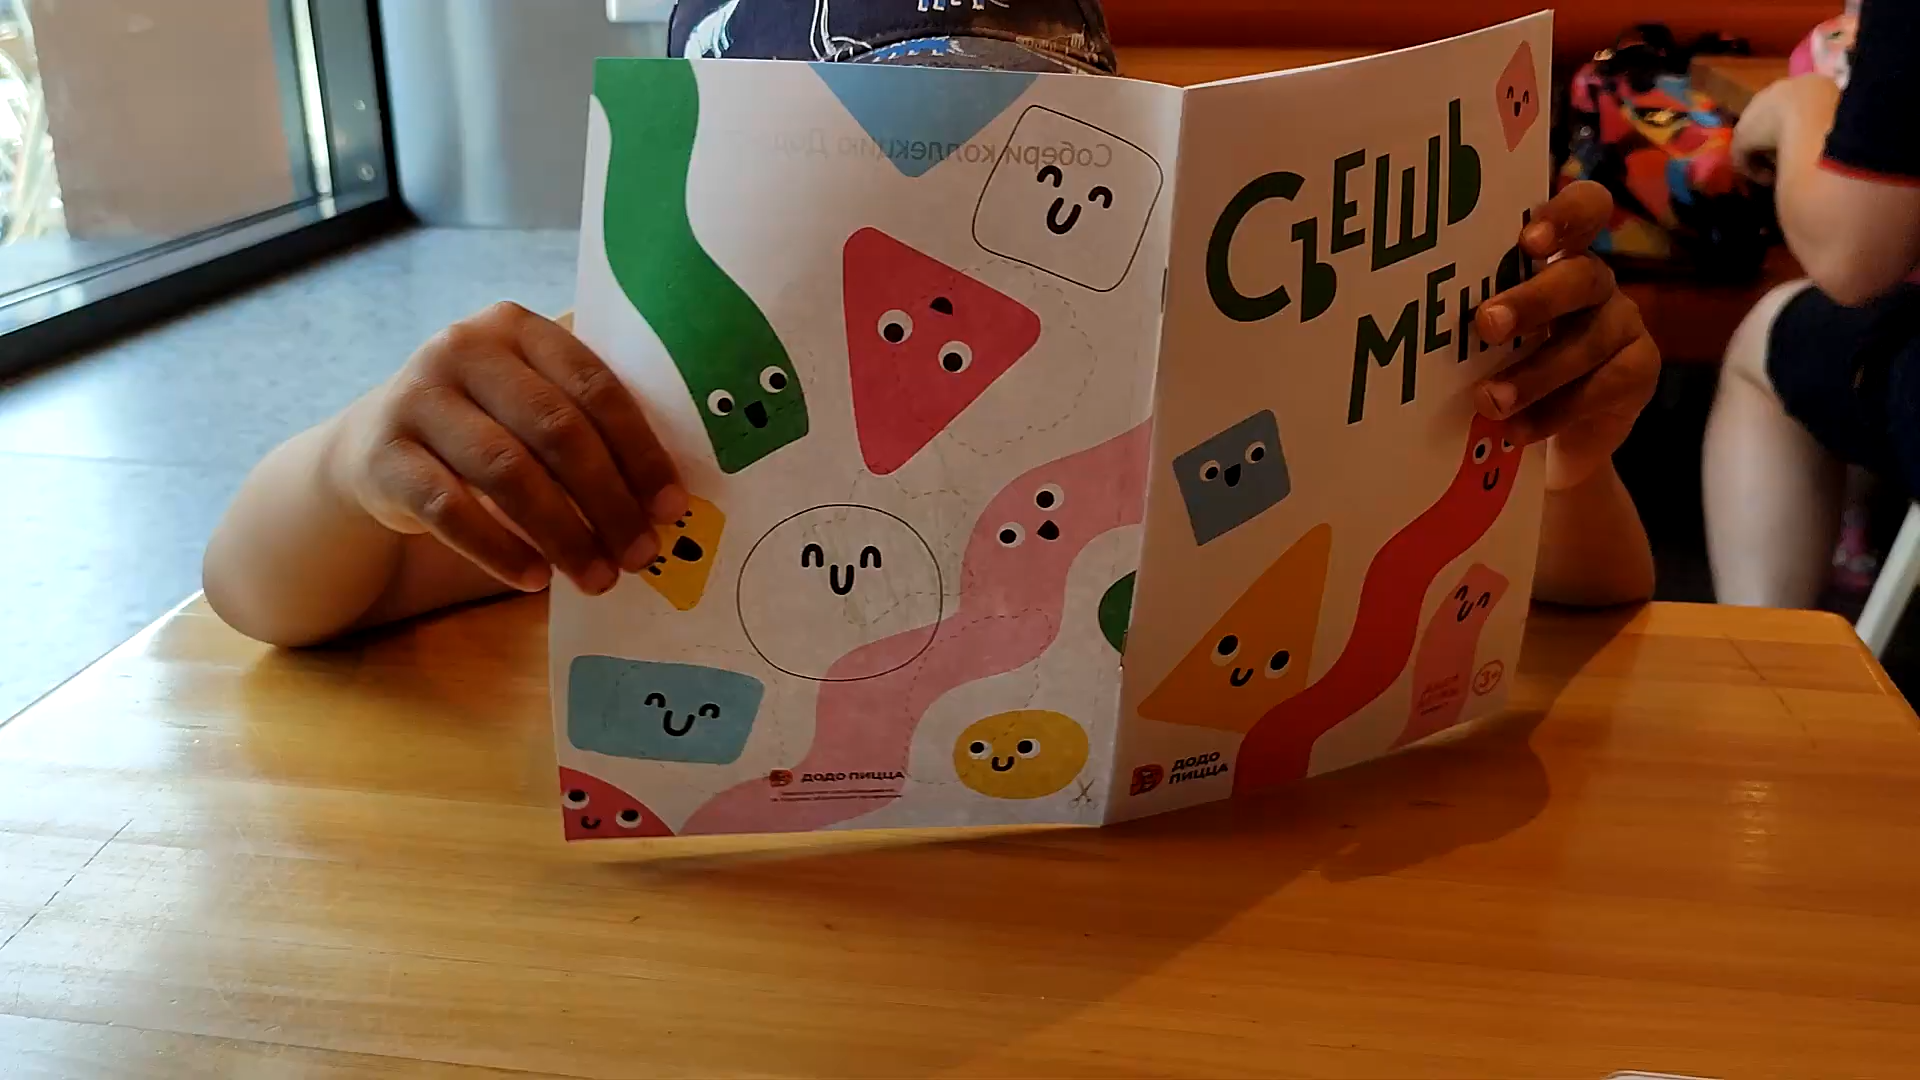 Собери коллекцию
СЪЕШЬ
МЕНЯ!
3+
ДОДО ПИЦЦА
ДОДО
ПИЦЦА